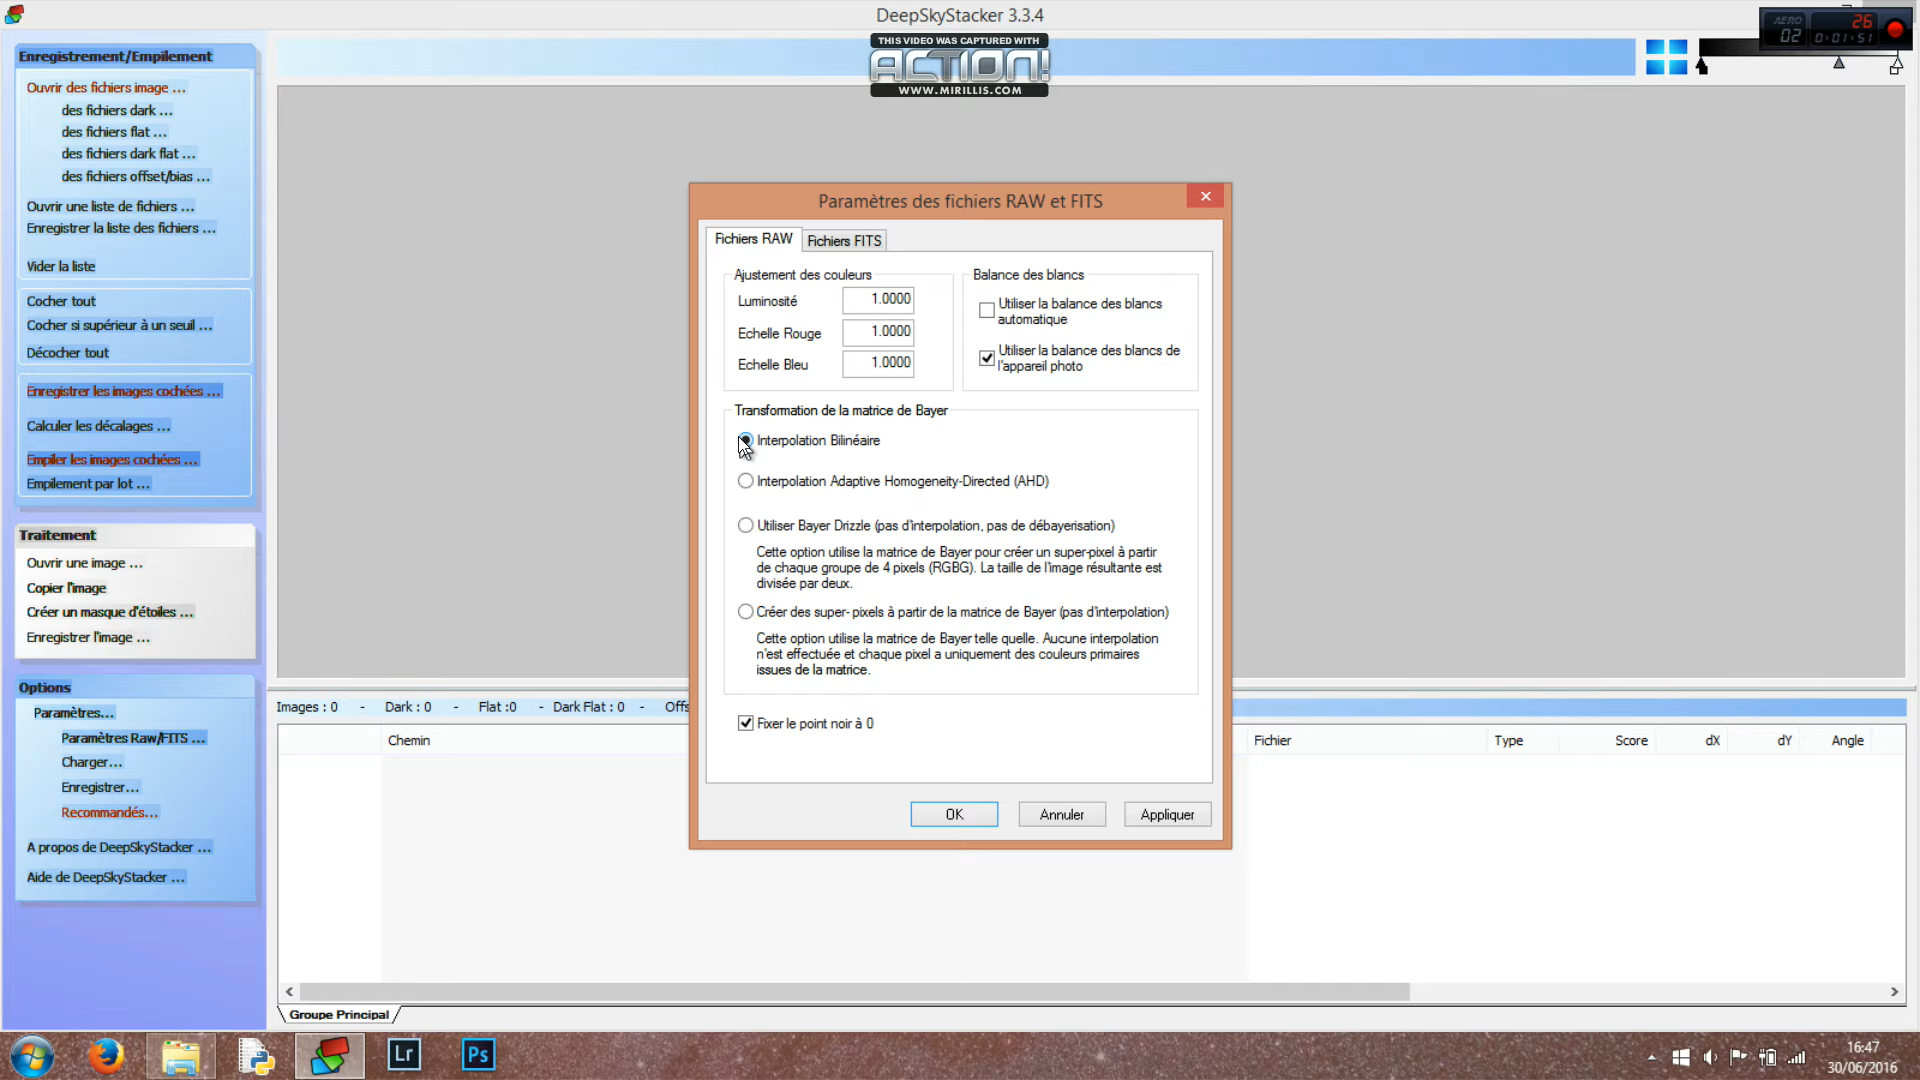 DeepSkyStacker 3.3.4
AERO
02
26
0:01:51
THIS VIDEO WAS CAPTURED WITH
ACTION!
WWW.MIRILLIS.COM
Enregistrement/Empilement
Ouvrir des fichiers image ...
des fichiers dark ...
des fichiers flat ...
des fichiers dark flat ...
des fichiers offset/bias ...
Ouvrir une liste de fichiers ...
Enregistrer la liste des fichiers ...
Vider la liste
Cocher tout
Cocher si supérieur à un seuil ...
Décocher tout
Enregistrer les images cochées ...
Calculer les décalages ...
Empiler les images cochées ...
Empilement par lot ...
Traitement
Ouvrir une image ...
Copier l'image
Créer un masque d'étoiles ...
Enregistrer l'image ...
Options
Paramètres...
Paramètres Raw/FITS ...
Charger...
Enregistrer...
Recommandés...
A propos de DeepSkyStacker ...
Aide de DeepSkyStacker ...
Paramètres des fichiers RAW et FITS
Fichiers RAW
Fichiers FITS
Ajustement des couleurs
Luminosité 1.0000
Echelle Rouge 1.0000
Echelle Bleu 1.0000
Balance des blancs
Utiliser la balance des blancs
automatique
Utiliser la balance des blancs de
l'appareil photo
Transformation de la matrice de Bayer
Interpolation Bilinéaire
Interpolation Adaptive Homogeneity-Directed (AHD)
Utiliser Bayer Drizzle (pas d'interpolation, pas de débayerisation)
Cette option utilise la matrice de Bayer pour créer un super-pixel à partir
de chaque groupe de 4 pixels (RGBG). La taille de l'image résultante est
divisée par deux.
Créer des super- pixels à partir de la matrice de Bayer (pas d'interpolation)
Cette option utilise la matrice de Bayer telle quelle. Aucune interpolation
n'est effectuée et chaque pixel a uniquement des couleurs primaires
issues de la matrice.
Fixer le point noir à 0
OK
Annuler
Appliquer
Images : 0 - Dark : 0 - Flat :0 - Dark Flat : 0 - Offs
Chemin
Fichier
Type
Score
dX
dY
Angle
Groupe Principal
Lr
Ps
16:47
30/06/2016